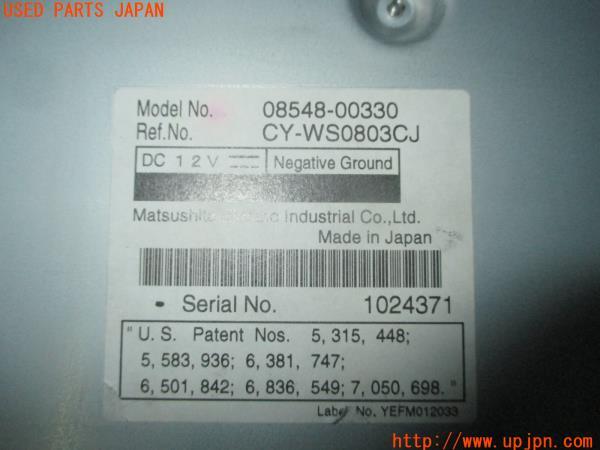 USED PARTS JAPAN
Model No. 08548-00330
Ref.No. CY-WS0803CJ
DC 12V Negative Ground
Matsushita Industrial Co.,Ltd.
Made in Japan
Serial No. 1024371
"U.S. Patent Nos. 5, 315, 448;
5, 583, 936; 6, 381, 747;
6, 501, 842; 6, 836, 549; 7, 050, 698."
Label No. YEFM012033
http://www.upjpn.com/